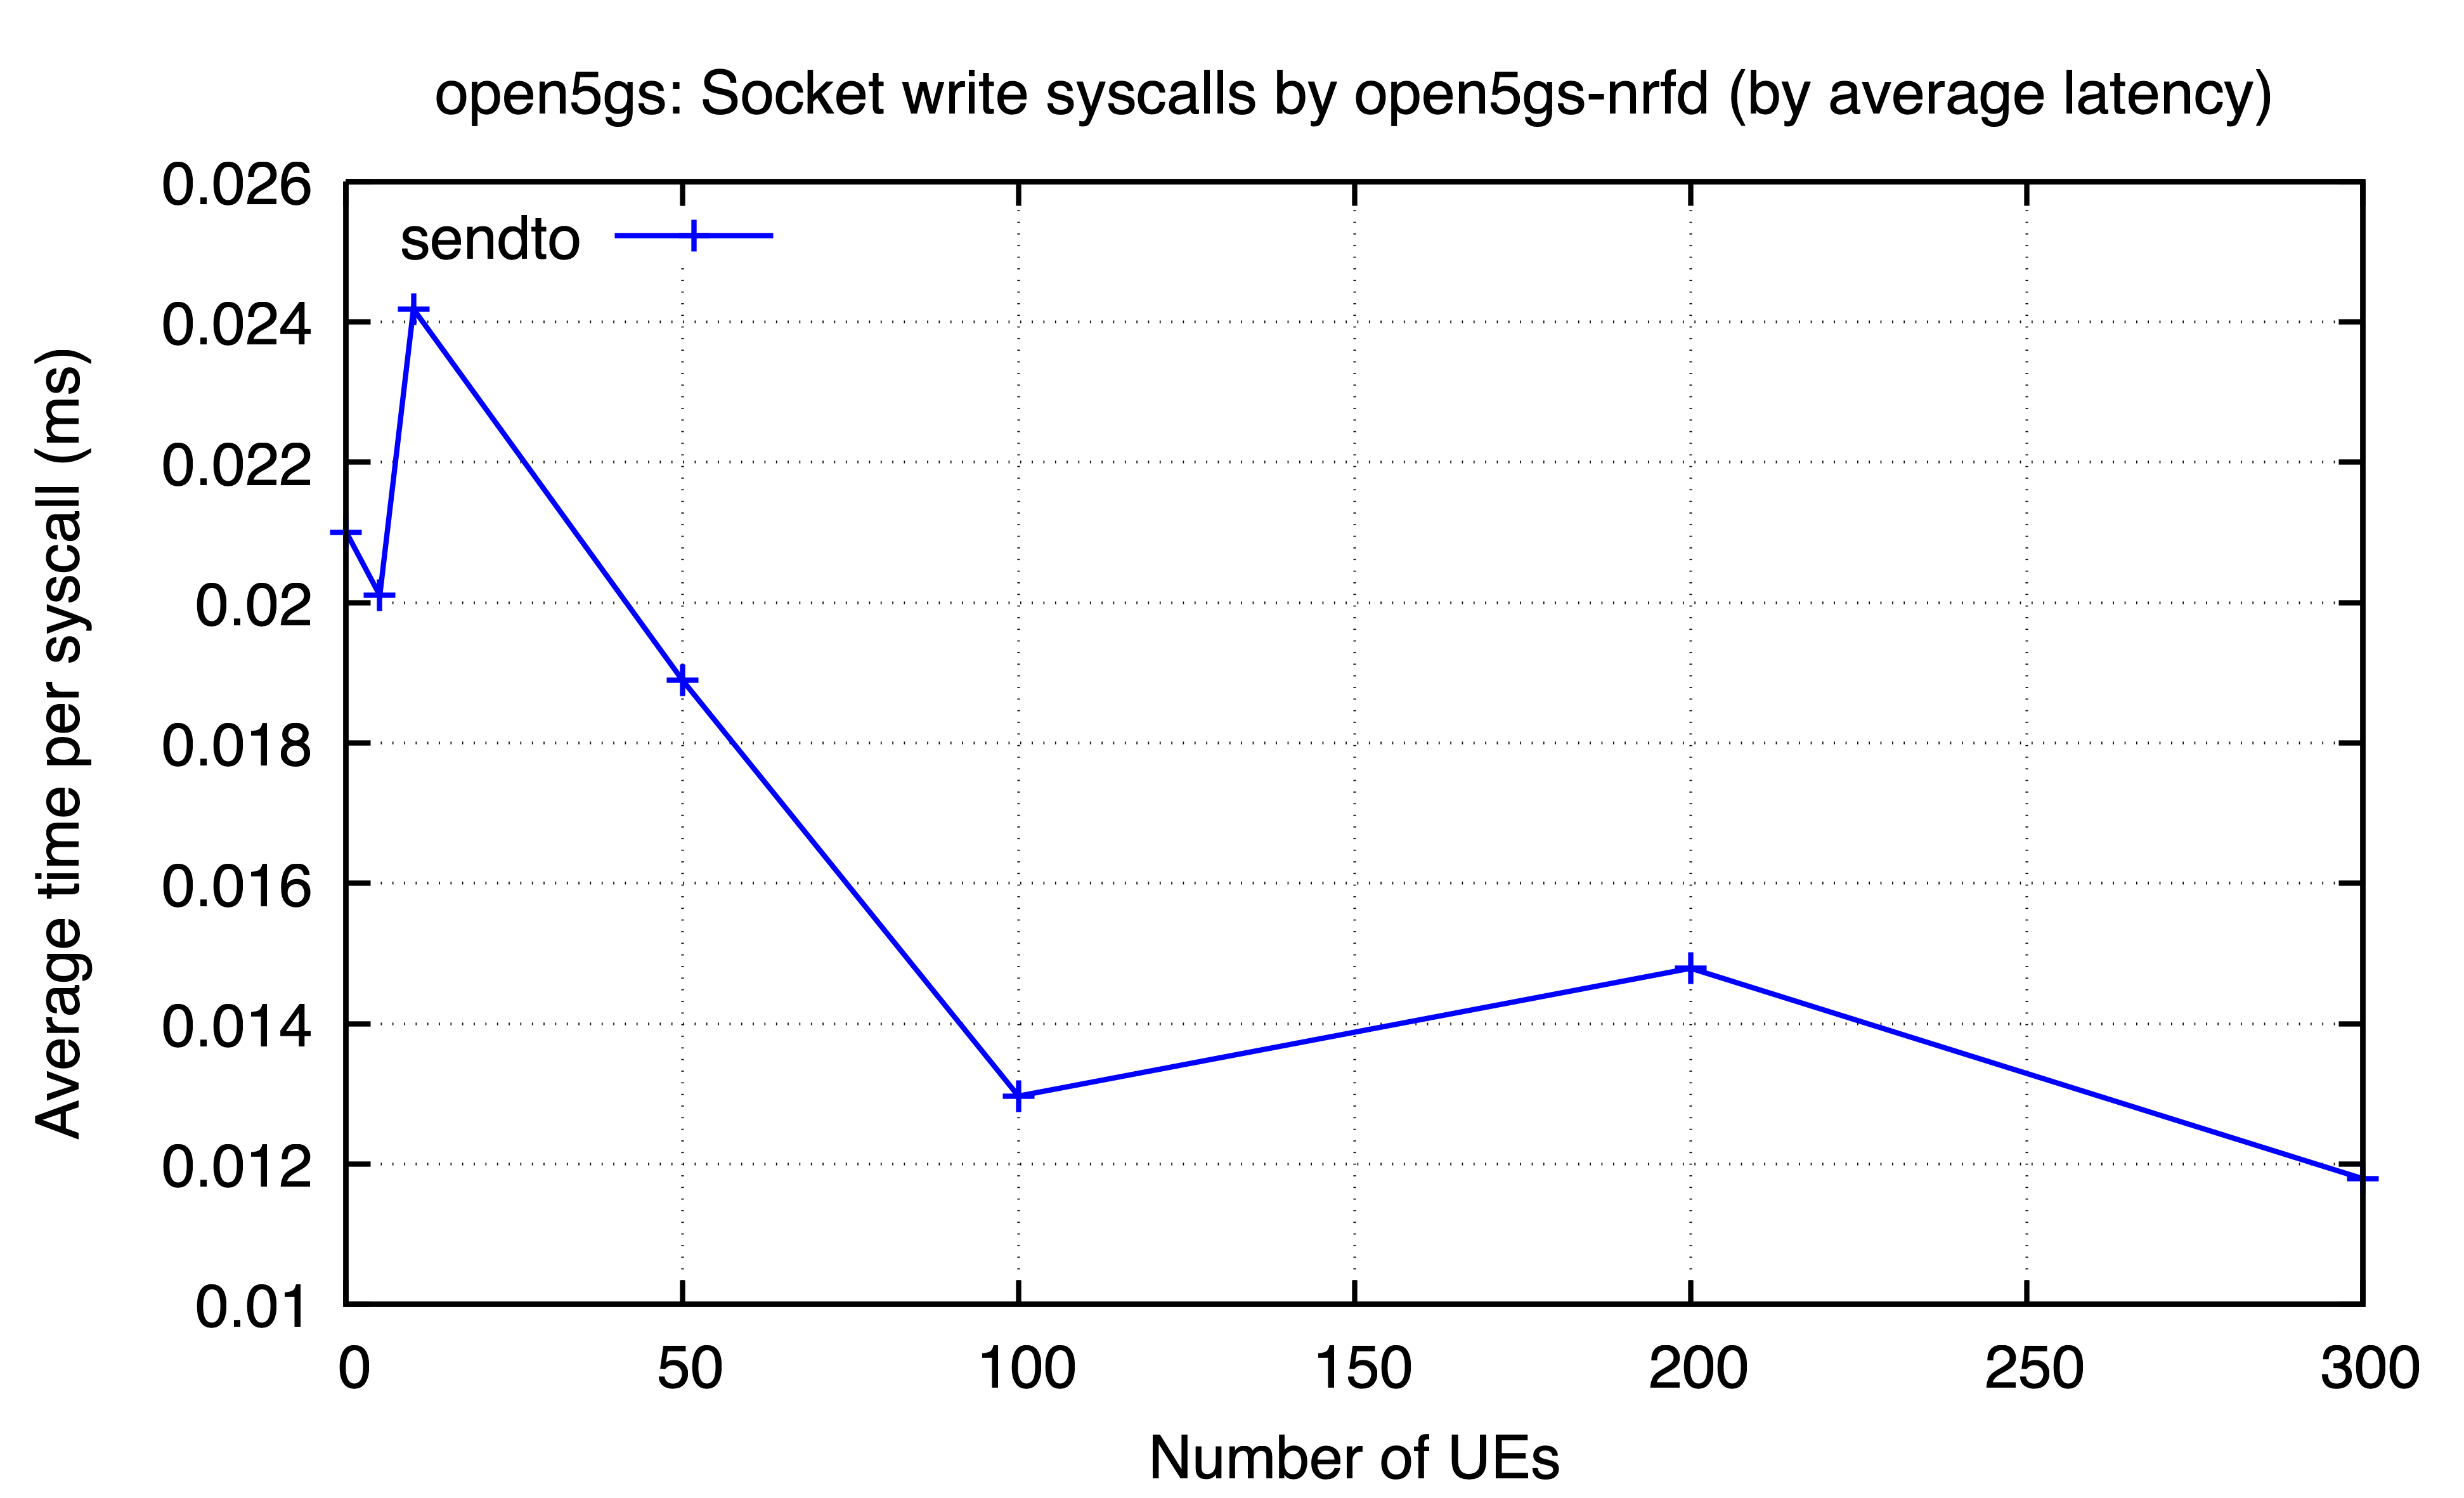 open5gs: Socket write syscalls by open5gs-nrfd (by average latency)
0.026
sendto
0.024
0.022
0.02
0.018
0.016
0.014
0.012
0.01
Average time per syscall (ms)
0 50 100 150 200 250 300
Number of UEs